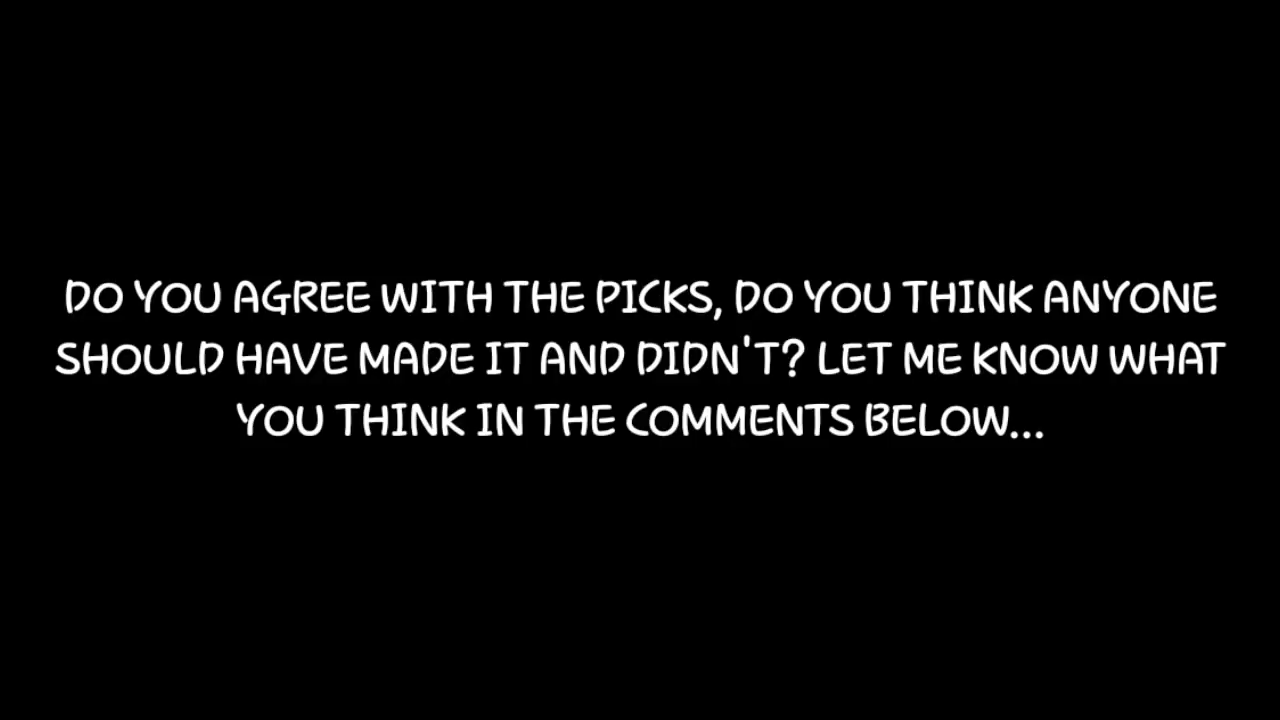 DO YOU AGREE WITH THE PICKS, DO YOU THINK ANYONE
SHOULD HAVE MADE IT AND DIDN'T? LET ME KNOW WHAT
YOU THINK IN THE COMMENTS BELOW...